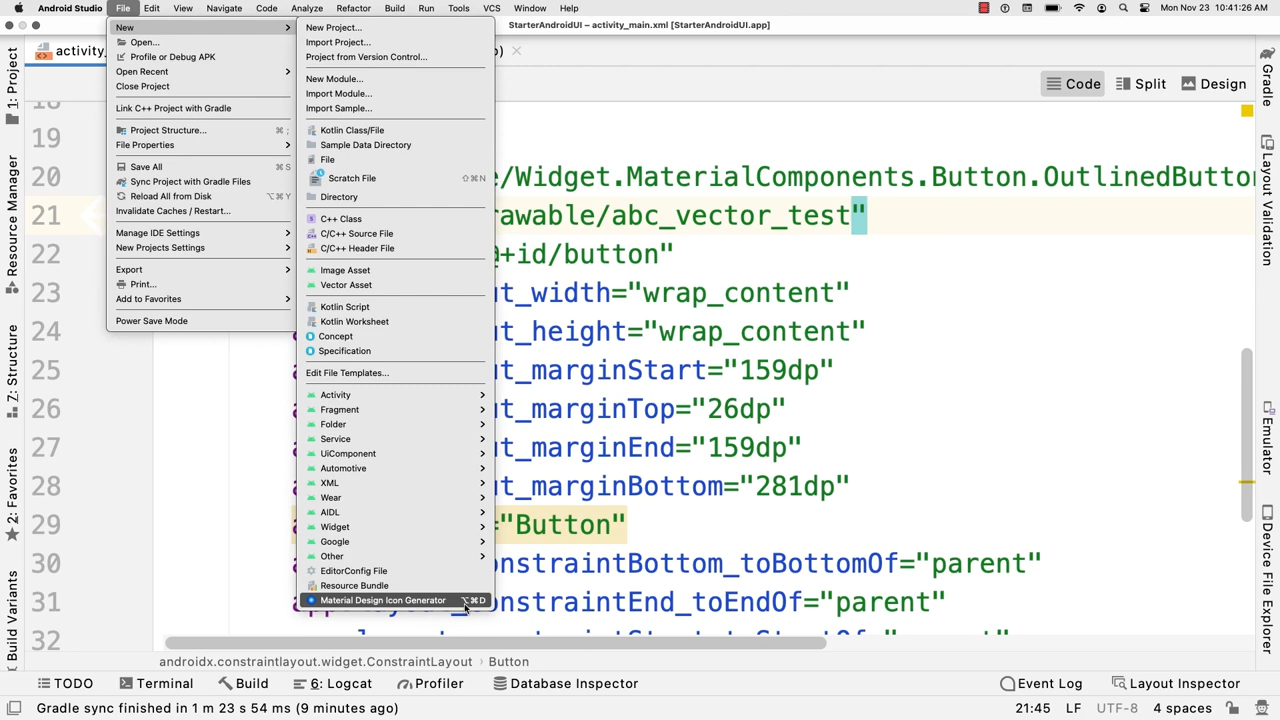 Android Studio File Edit View Navigate Code Analyze Refactor Build Run Tools VCS Window Help Mon Nov 23 10:41:26 AM
StarterAndroidUI – activity_main.xml [StarterAndroidUI.app]
activity_
Code Split Design
New
Open...
Profile or Debug APK
Open Recent
Close Project
Link C++ Project with Gradle
Project Structure... ⌘ ;
File Properties
Save All ⌘S
Sync Project with Gradle Files
Reload All from Disk ⌥⌘Y
Invalidate Caches / Restart...
Manage IDE Settings
New Projects Settings
Export
Print...
Add to Favorites
Power Save Mode
New Project...
Import Project...
Project from Version Control...
New Module...
Import Module...
Import Sample...
Kotlin Class/File
Sample Data Directory
File
Scratch File ⇧⌘N
Directory
C++ Class
C/C++ Source File
C/C++ Header File
Image Asset
Vector Asset
Kotlin Script
Kotlin Worksheet
Concept
Specification
Edit File Templates...
Activity
Fragment
Folder
Service
UiComponent
Automotive
XML
Wear
AIDL
Widget
Google
Other
EditorConfig File
Resource Bundle
Material Design Icon Generator ⌥⌘D
18
19
20 e/Widget.MaterialComponents.Button.OutlinedButton
21 rawable/abc_vector_test"
22 @+id/button"
23 ut_width="wrap_content"
24 ut_height="wrap_content"
25 ut_marginStart="159dp"
26 ut_marginTop="26dp"
27 ut_marginEnd="159dp"
28 ut_marginBottom="281dp"
29 ="Button"
30 onstraintBottom_toBottomOf="parent"
31 constraintEnd_toEndOf="parent"
32
androidx.constraintlayout.widget.ConstraintLayout › Button
TODO Terminal Build 6: Logcat Profiler Database Inspector Event Log Layout Inspector
Gradle sync finished in 1 m 23 s 54 ms (9 minutes ago) 21:45 LF UTF-8 4 spaces
1: Project
Resource Manager
Z: Structure
2: Favorites
Build Variants
Gradle
Layout Validation
Emulator
Device File Explorer